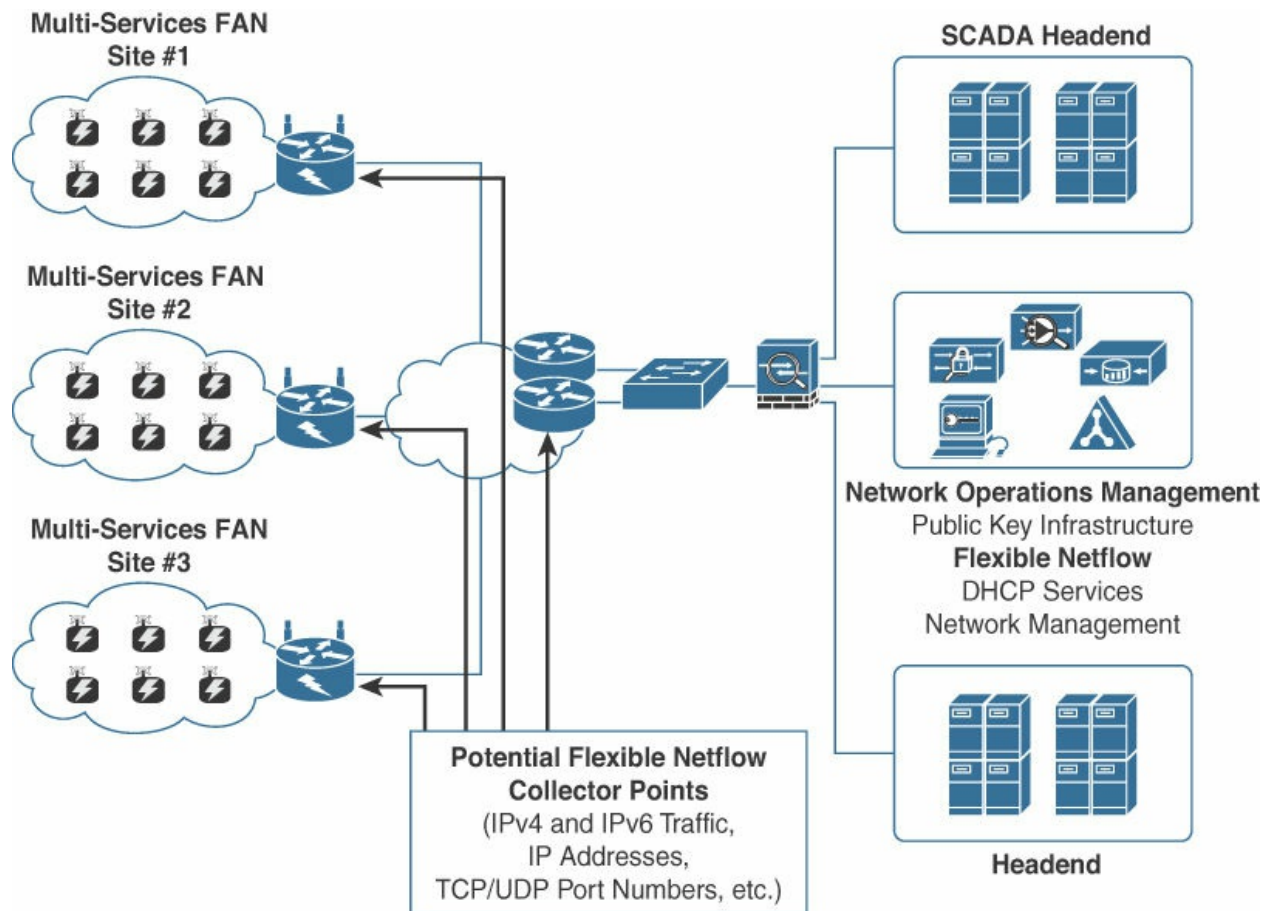 Multi-Services FAN
Site #1
SCADA Headend
Multi-Services FAN
Site #2
Network Operations Management
Public Key Infrastructure
Flexible Netflow
DHCP Services
Network Management
Multi-Services FAN
Site #3
Potential Flexible Netflow
Collector Points
(IPv4 and IPv6 Traffic,
IP Addresses,
TCP/UDP Port Numbers, etc.)
Headend